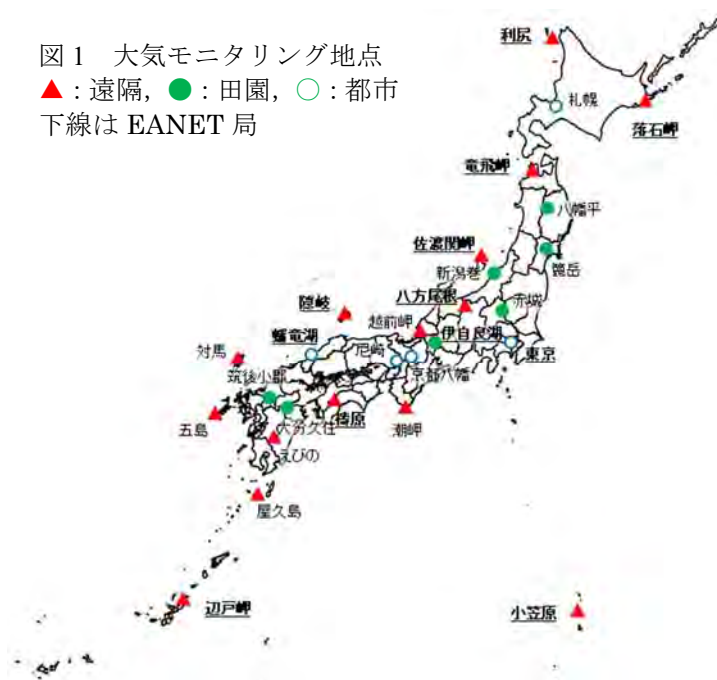 図1 大気モニタリング地点
▲:遠隔, ●:田園, ○:都市
下線は EANET 局
利尻
札幌
落石岬
竜飛岬
八幡平
佐渡関岬
箟岳
新潟巻
八方尾根
赤城
隠岐
越前岬
伊自良湖
蟠竜湖
尼崎
東京
対馬
京都八幡
筑後小郡
梼原
五島
大分久住
潮岬
えびの
屋久島
辺戸岬
小笠原